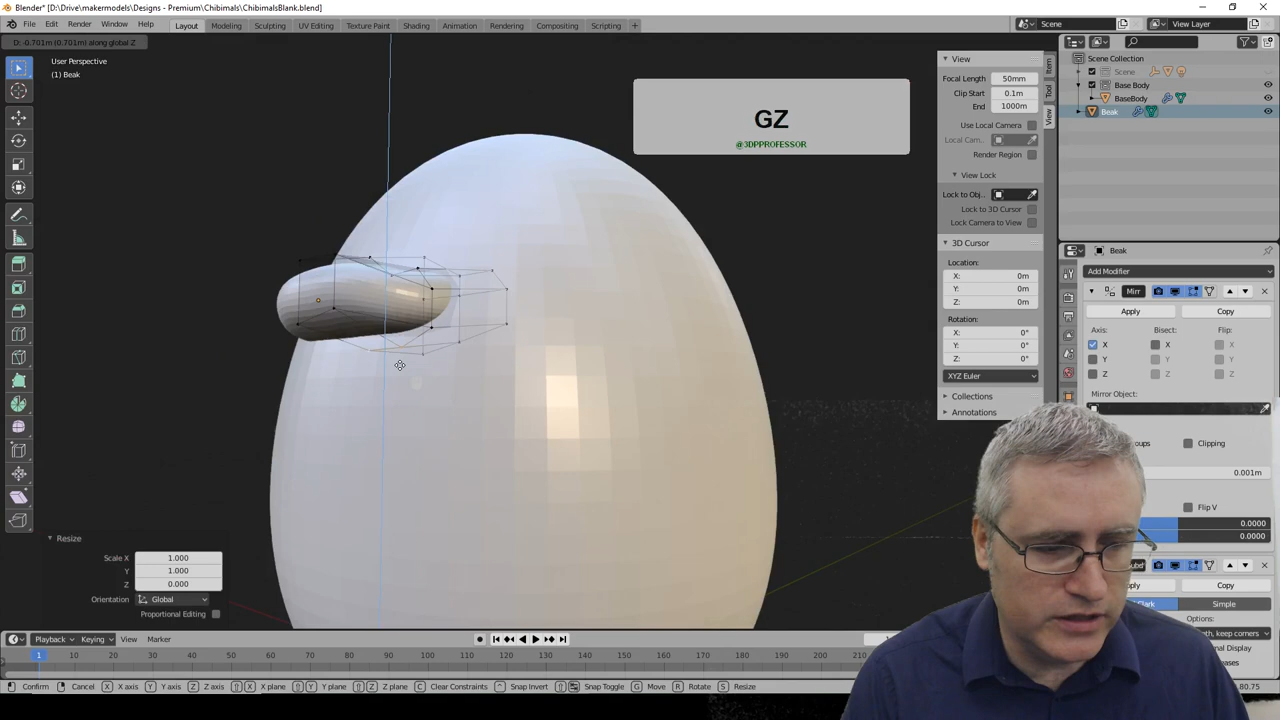 Blender* [D:\Drive\makermodels\Designs - Premium\Chibimals\ChibimalsBlank.blend]
File Edit Render Window Help Layout Modeling Sculpting UV Editing Texture Paint Shading Animation Rendering Compositing Scripting + Scene View Layer
D: -0.701m (0.701m) along global Z
User Perspective
(1) Beak
GZ
@3DPPROFESSOR
View
Focal Length 50mm
Clip Start 0.1m
End 1000m
Use Local Camera
Local Cam..
Render Region
View Lock
Lock to Obj..
Lock to 3D Cursor
Lock Camera to View
3D Cursor
Location:
X: 0m
Y: 0m
Z: 0m
Rotation:
X: 0°
Y: 0°
Z: 0°
XYZ Euler
Collections
Annotations
Item
Tool
View
Scene Collection
Scene
Base Body
BaseBody
Beak
Beak
Add Modifier
Mirr
Apply Copy
Axis: Bisect: Flip:
X X X
Y Y Y
Z Z Z
Mirror Object:
Clipping
0.001m
Flip V
0.0000
0.0000
Copy
Simple
Options:
keep corners
Resize
Scale X 1.000
Y 1.000
Z 0.000
Orientation Global
Proportional Editing
Playback Keying View Marker
1 10 20 30 40 50 60 70 80 90 100 110 120 130 140 150 160 170 180 190 200 210
Confirm Cancel X X axis Y Y axis Z Z axis X X plane Y Y plane Z Z plane C Clear Constraints Snap Invert Snap Toggle G Move R Rotate S Resize
80.75